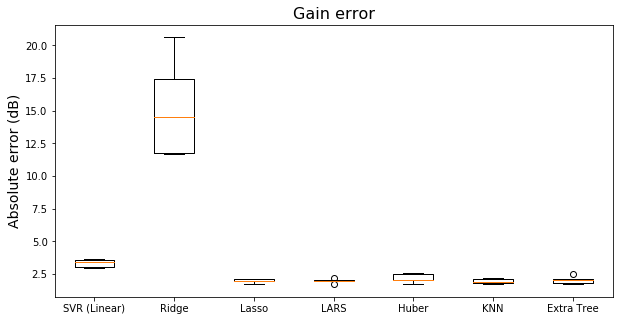 Gain error
Absolute error (dB)
20.0
17.5
15.0
12.5
10.0
7.5
5.0
2.5
SVR (Linear) Ridge Lasso LARS Huber KNN Extra Tree